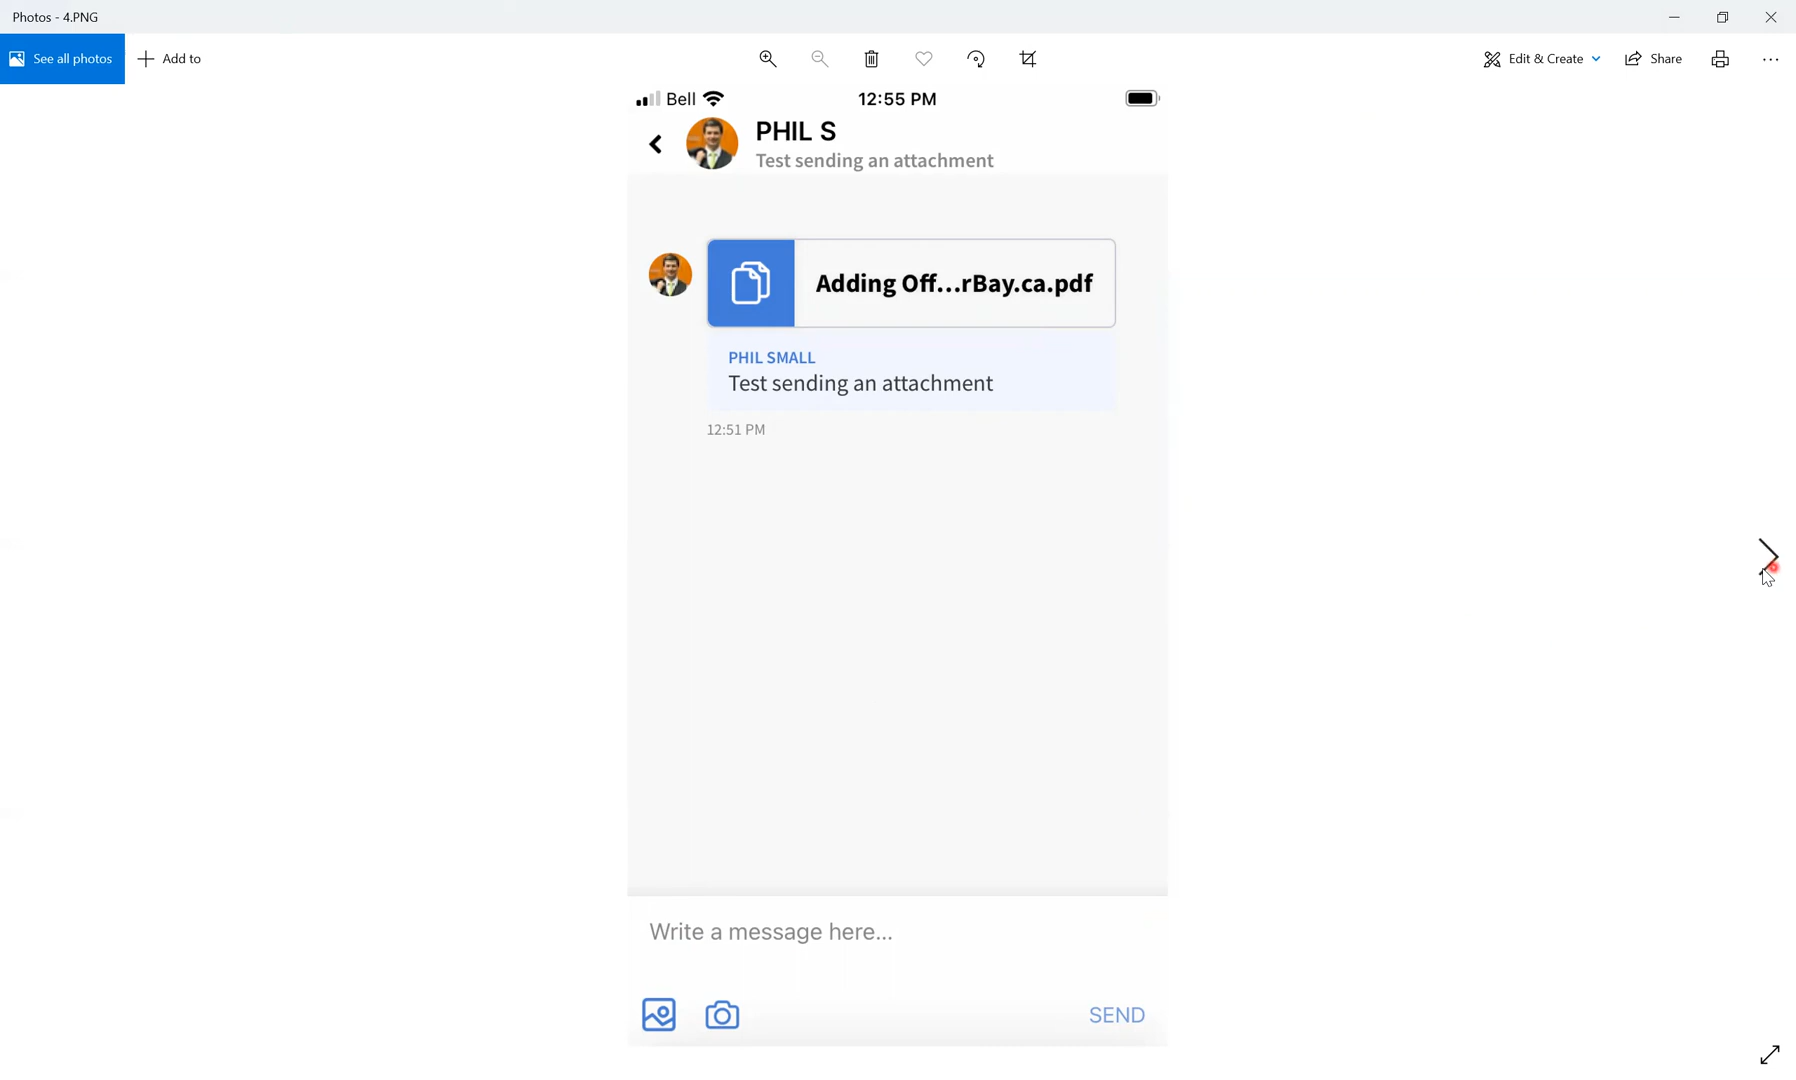 Photos - 4.PNG
See all photos
Add to
Edit & Create
Share
Bell
12:55 PM
PHIL S
Test sending an attachment
Adding Off...rBay.ca.pdf
PHIL SMALL
Test sending an attachment
12:51 PM
Write a message here...
SEND